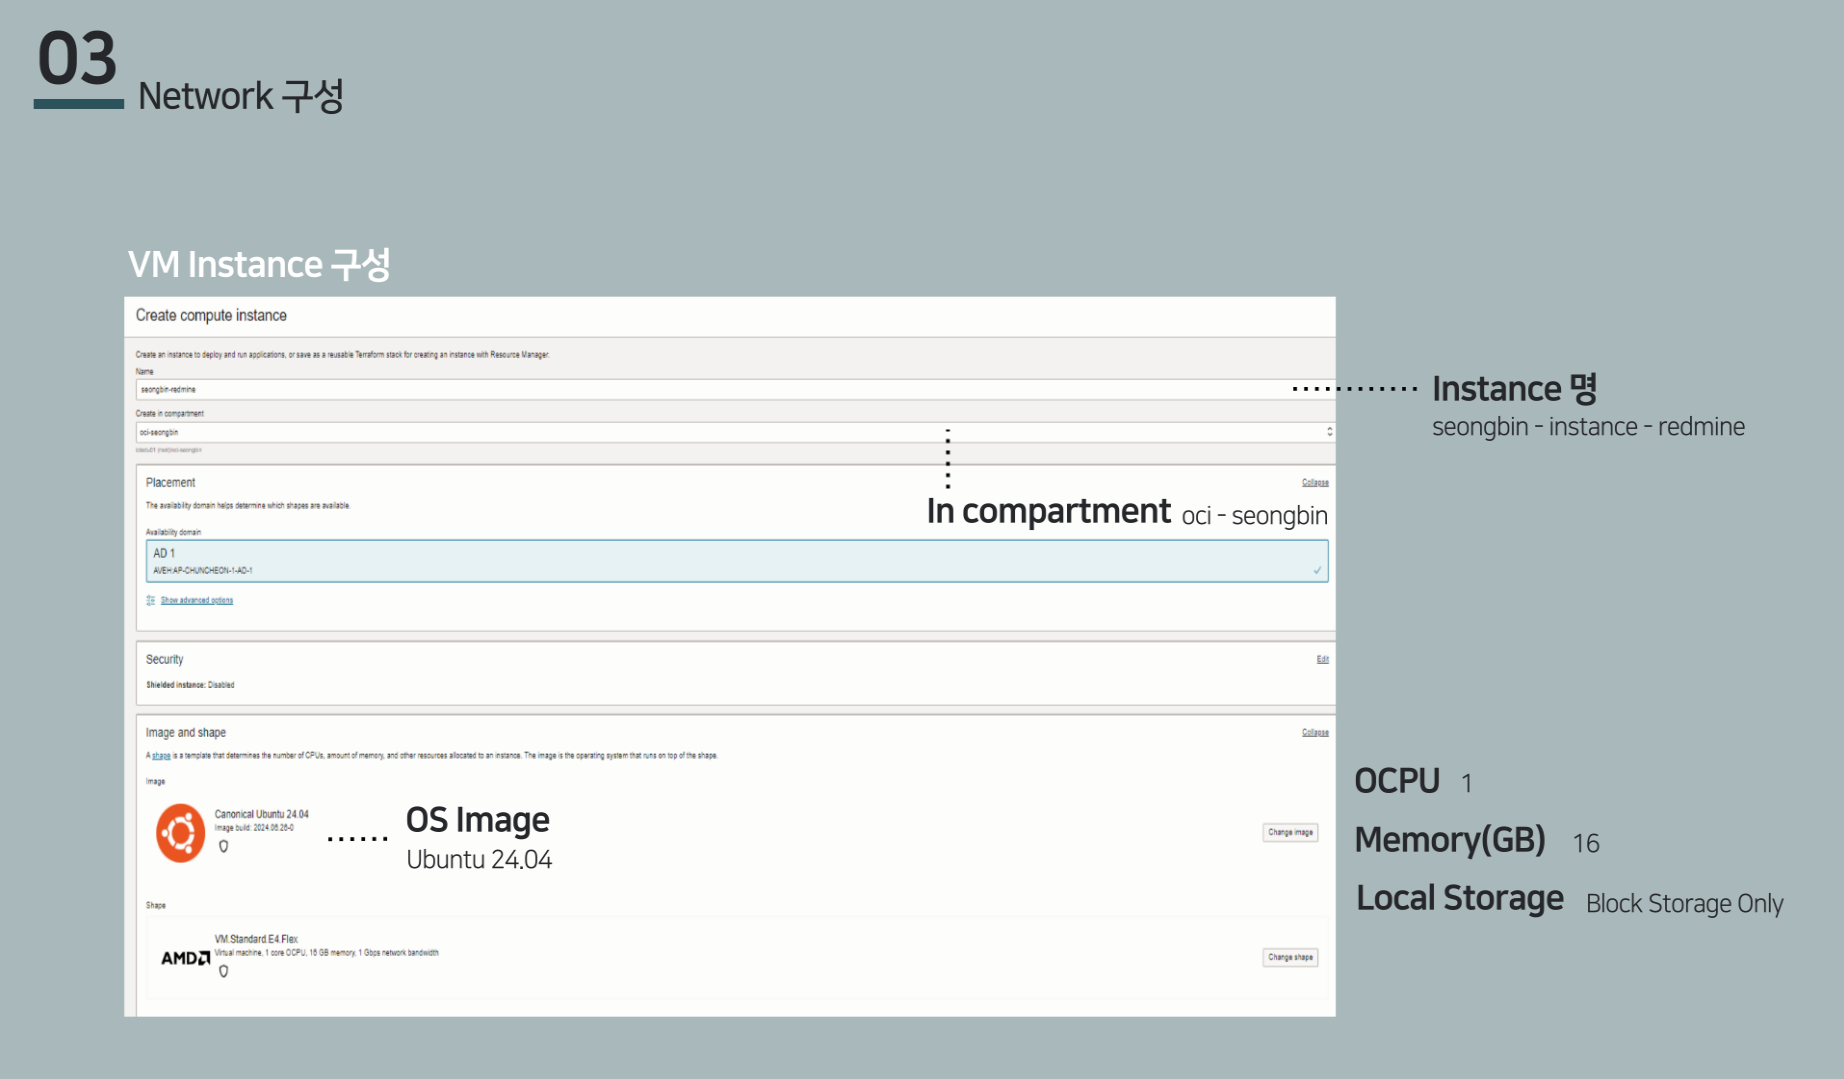 03
Network 구성
VM Instance 구성
Create compute instance
Create an instance to deploy and run applications, or save as a reusable Terraform stack for creating an instance with Resource Manager.
Name
seongbin-redmine
Instance 명
seongbin - instance - redmine
Create in compartment
oci-seongbin
Placement
Collapse
The availability domain helps determine which shapes are available.
In compartment oci - seongbin
Availability domain
AD 1
AVEH:AP-CHUNCHEON-1-AD-1
Show advanced options
Security
Edit
Shielded instance: Disabled
Image and shape
Collapse
A shape is a template that determines the number of CPUs, amount of memory, and other resources allocated to an instance. The image is the operating system that runs on top of the shape.
Image
Canonical Ubuntu 24.04
Image build: 2024.06.26-0
OS Image
Ubuntu 24.04
Change image
Shape
AMD
VM.Standard.E4.Flex
Virtual machine, 1 core OCPU, 16 GB memory, 1 Gbps network bandwidth
Change shape
OCPU 1
Memory(GB) 16
Local Storage Block Storage Only